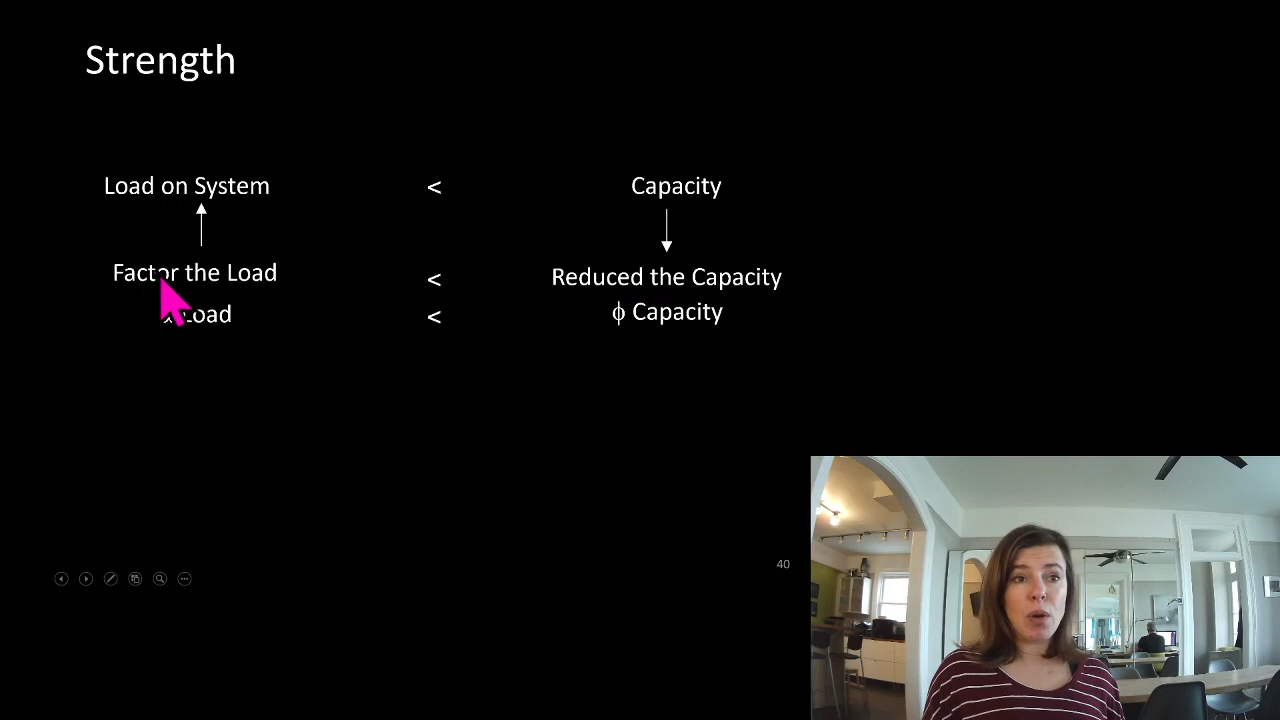 Strength
Load on System < Capacity
Factor the Load < Reduced the Capacity
Load < ϕ Capacity
40